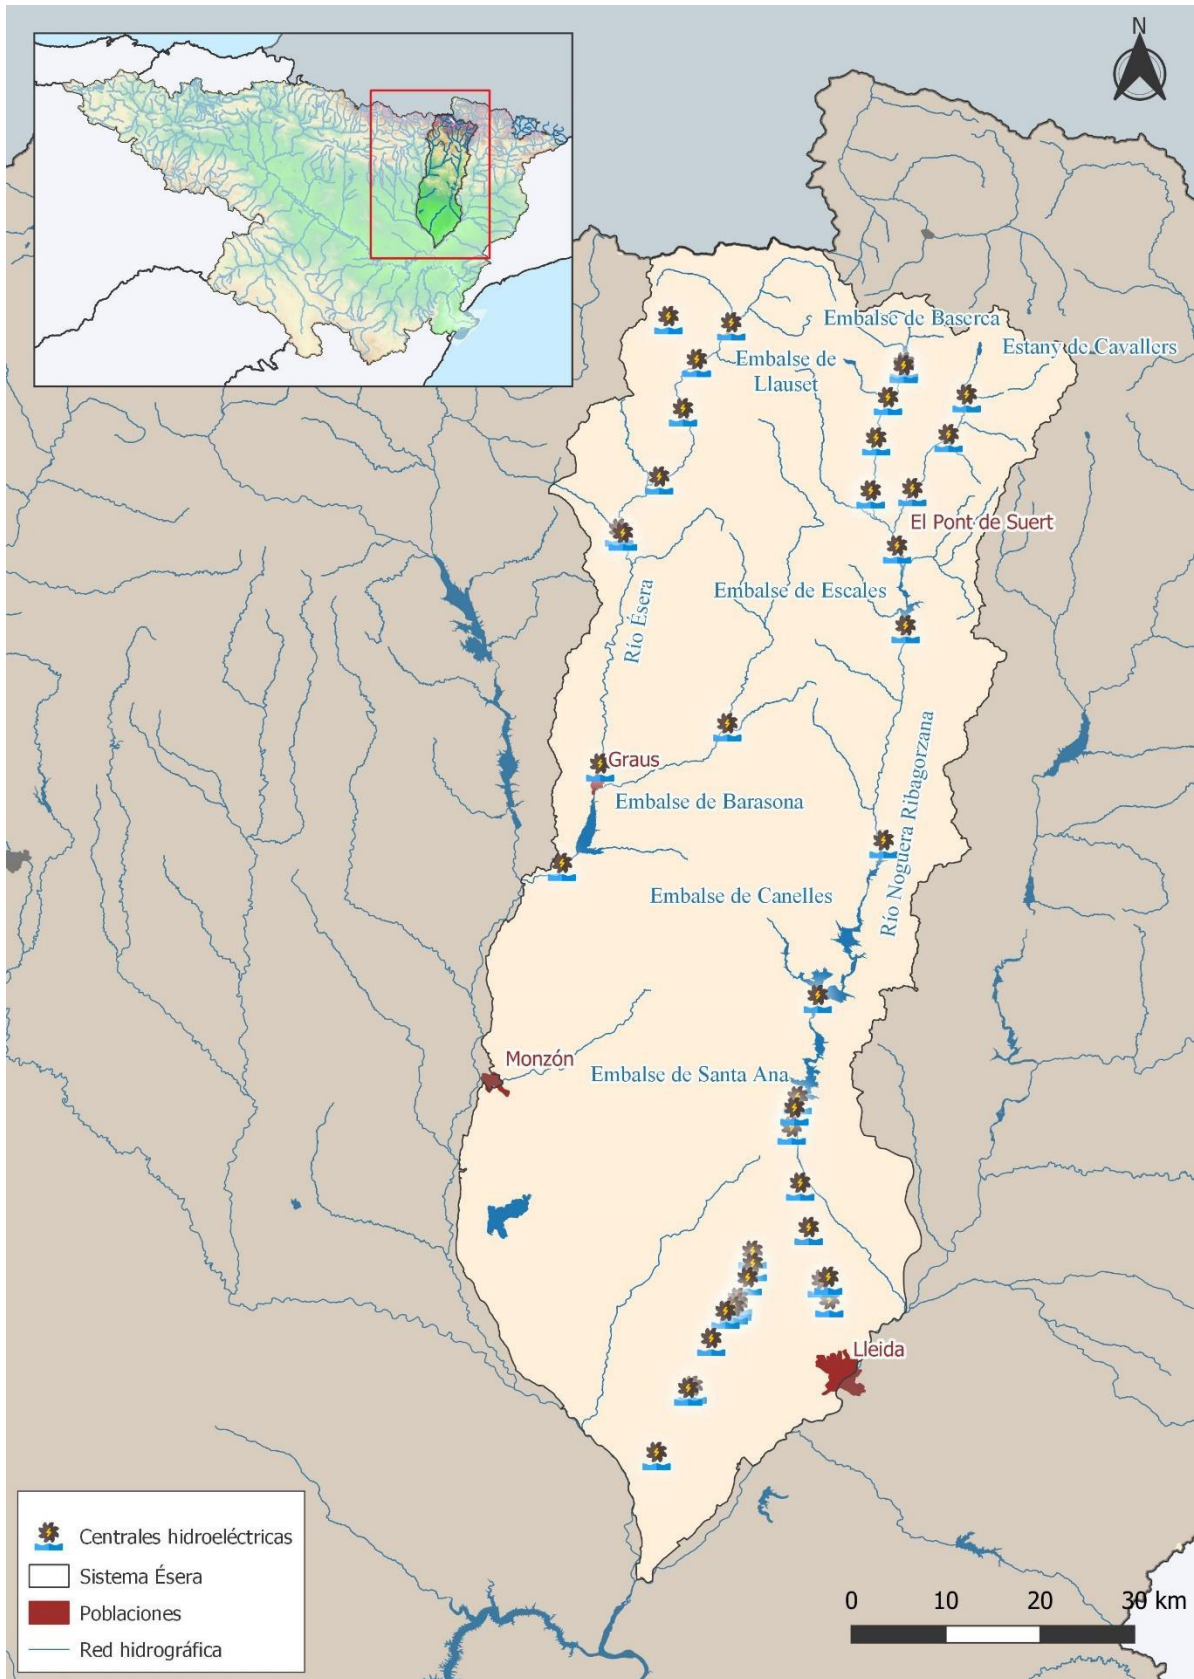 N
Embalse de Baserca
Estany de Cavallers
Embalse de
Llauset
El Pont de Suert
Embalse de Escales
Río Ésera
Graus
Río Noguera Ribagorzana
Embalse de Barasona
Embalse de Canelles
Monzón
Embalse de Santa Ana
Lleida
Centrales hidroeléctricas
Sistema Ésera
Poblaciones
Red hidrográfica
0 10 20 30 km